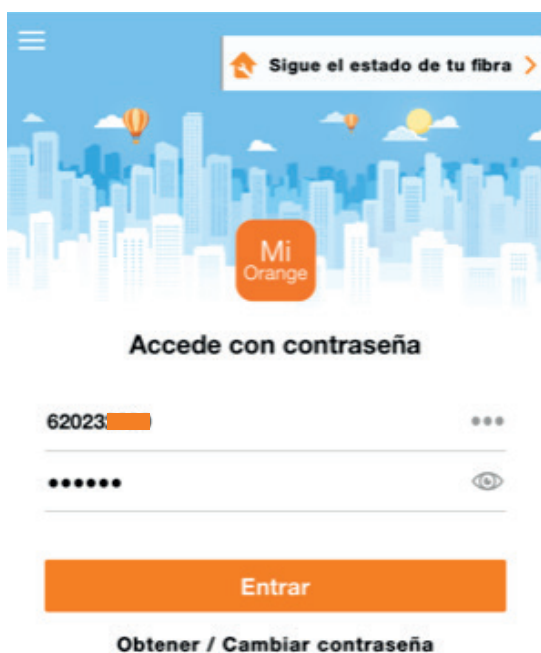 Sigue el estado de tu fibra
Mi
Orange
Accede con contraseña
62023
••••••
Entrar
Obtener / Cambiar contraseña